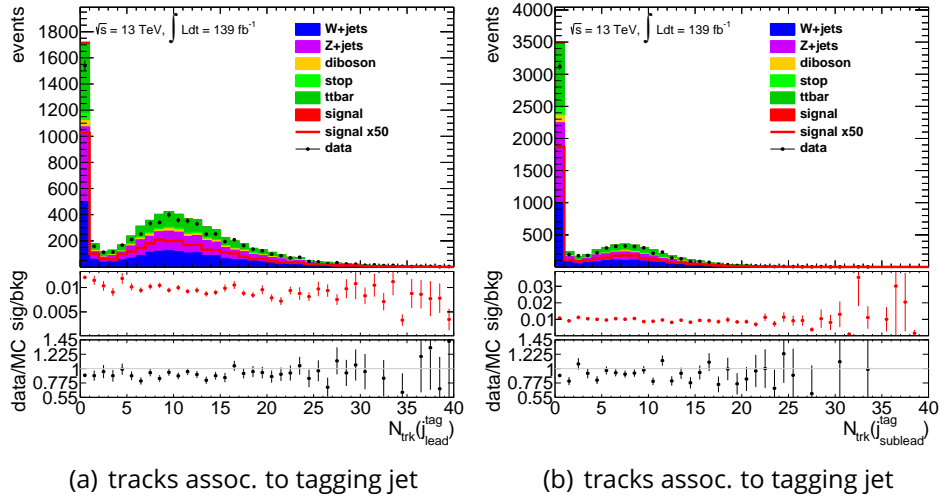 events
√s = 13 TeV, ∫ Ldt = 139 fb⁻¹
W+jets
Z+jets
diboson
stop
ttbar
signal
signal x50
data
1800
1600
1400
1200
1000
800
600
400
200
sig/bkg
0.01
0.005
data/MC
1.45
1.225
1
0.775
0.55
0 5 10 15 20 25 30 35 40
N_trk(j_lead^tag)
(a) tracks assoc. to tagging jet
events
√s = 13 TeV, ∫ Ldt = 139 fb⁻¹
W+jets
Z+jets
diboson
stop
ttbar
signal
signal x50
data
4000
3500
3000
2500
2000
1500
1000
500
sig/bkg
0.03
0.02
0.01
data/MC
1.45
1.225
1
0.775
0.55
0 5 10 15 20 25 30 35 40
N_trk(j_sublead^tag)
(b) tracks assoc. to tagging jet